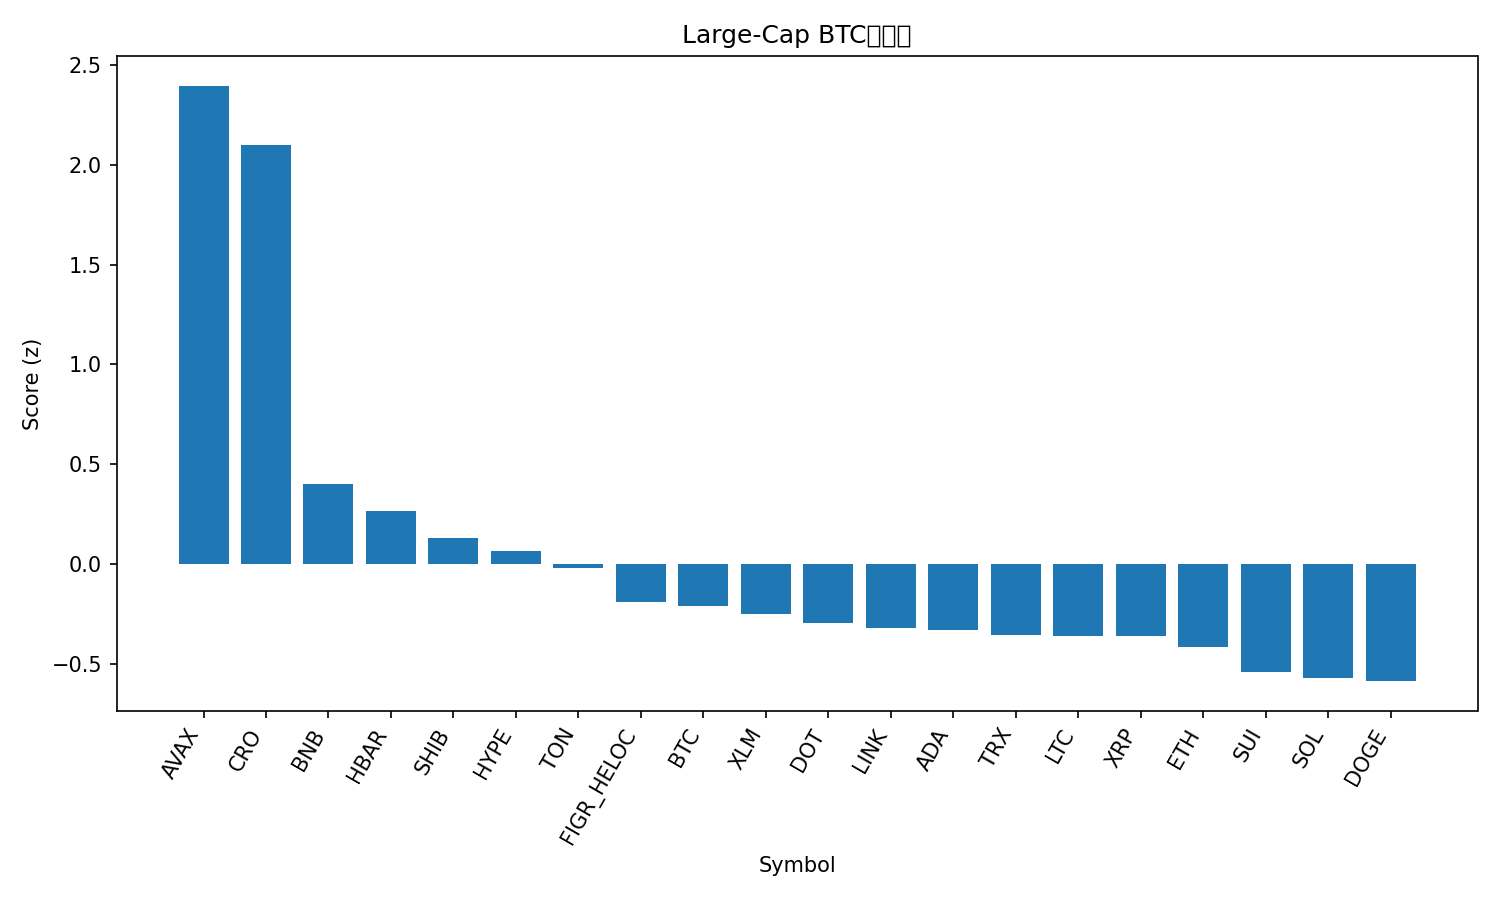 Large-Cap BTC
Score (z)
2.5
2.0
1.5
1.0
0.5
0.0
−0.5
AVAX
CRO
BNB
HBAR
SHIB
HYPE
TON
FIGR_HELOC
BTC
XLM
DOT
LINK
ADA
TRX
LTC
XRP
ETH
SUI
SOL
DOGE
Symbol